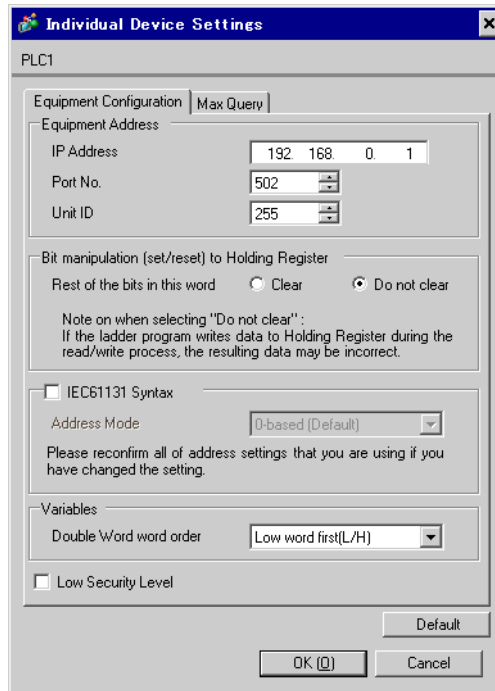 Individual Device Settings
PLC1
Equipment Configuration Max Query
Equipment Address
IP Address 192. 168. 0. 1
Port No. 502
Unit ID 255
Bit manipulation (set/reset) to Holding Register
Rest of the bits in this word Clear Do not clear
Note on when selecting "Do not clear" :
If the ladder program writes data to Holding Register during the
read/write process, the resulting data may be incorrect.
IEC61131 Syntax
Address Mode 0-based (Default)
Please reconfirm all of address settings that you are using if you
have changed the setting.
Variables
Double Word word order Low word first(L/H)
Low Security Level
Default
OK (O) Cancel